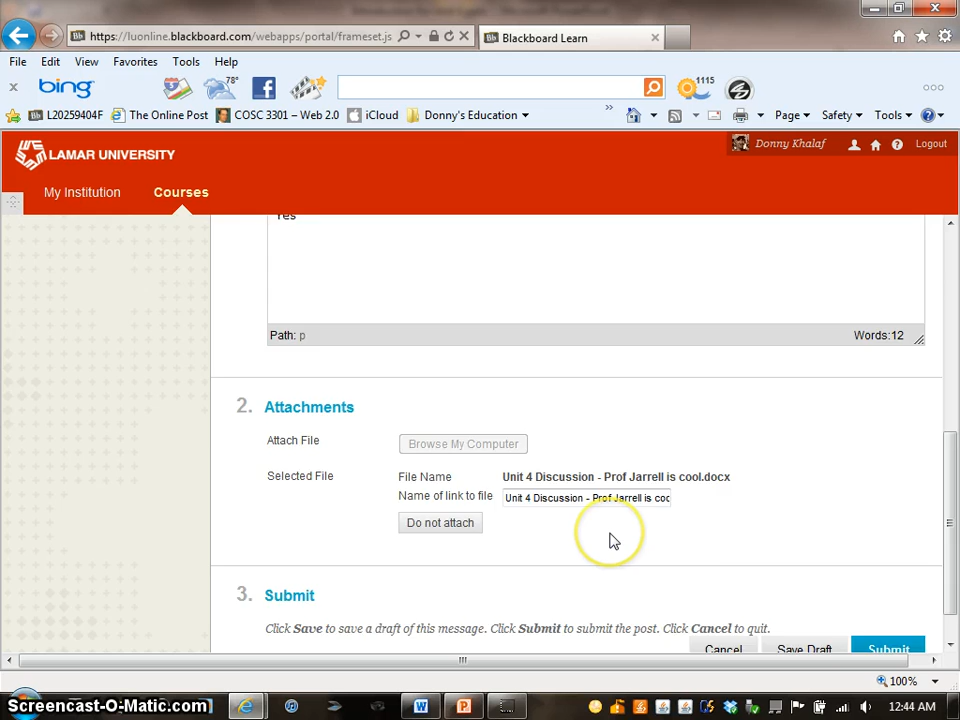 https://luonline.blackboard.com/webapps/portal/frameset.js
Bb Blackboard Learn
File Edit View Favorites Tools Help
bing 78° 1115
L20259404F The Online Post COSC 3301 – Web 2.0 iCloud Donny's Education Page Safety Tools
LAMAR UNIVERSITY
Donny Khalaf Logout
My Institution Courses
Yes
Path: p Words:12
2. Attachments
Attach File Browse My Computer
Selected File File Name Unit 4 Discussion - Prof Jarrell is cool.docx
Name of link to file Unit 4 Discussion - Prof Jarrell is coc
Do not attach
3. Submit
Click Save to save a draft of this message. Click Submit to submit the post. Click Cancel to quit.
Cancel Save Draft Submit
100%
Screencast-O-Matic.com 12:44 AM